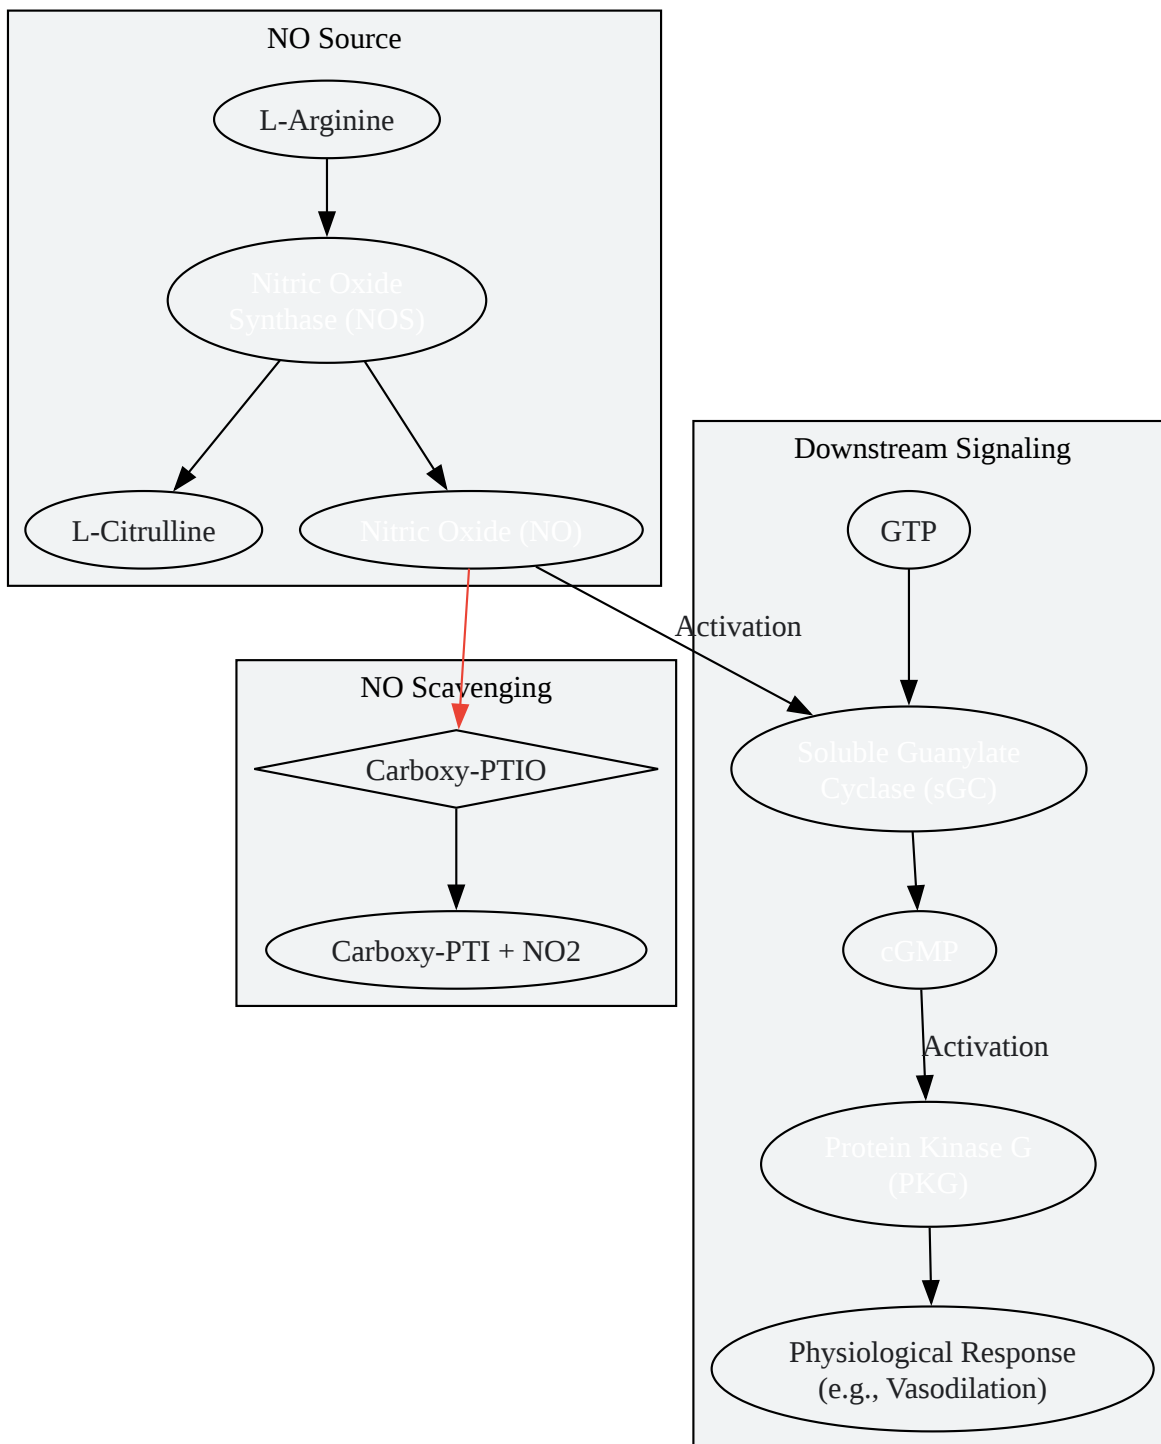 NO Source
L-Arginine
Nitric Oxide
Synthase (NOS)
L-Citrulline
Nitric Oxide (NO)
Activation
NO Scavenging
Carboxy-PTIO
Carboxy-PTI + NO2
Downstream Signaling
GTP
Soluble Guanylate
Cyclase (sGC)
cGMP
Activation
Protein Kinase G
(PKG)
Physiological Response
(e.g., Vasodilation)